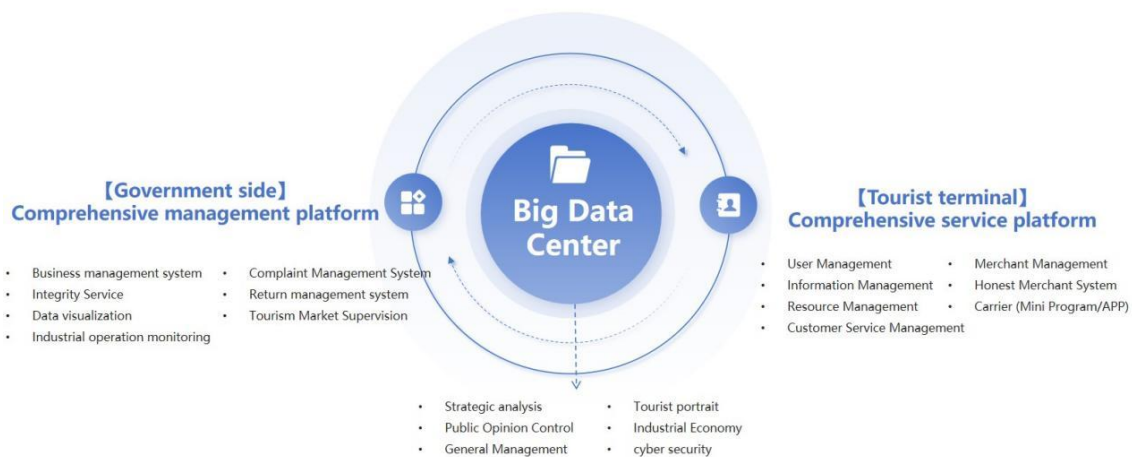 【Government side】
Comprehensive management platform
• Business management system
• Integrity Service
• Data visualization
• Industrial operation monitoring
• Complaint Management System
• Return management system
• Tourism Market Supervision
Big Data
Center
【Tourist terminal】
Comprehensive service platform
• User Management
• Information Management
• Resource Management
• Customer Service Management
• Merchant Management
• Honest Merchant System
• Carrier (Mini Program/APP)
• Strategic analysis
• Public Opinion Control
• General Management
• Tourist portrait
• Industrial Economy
• cyber security